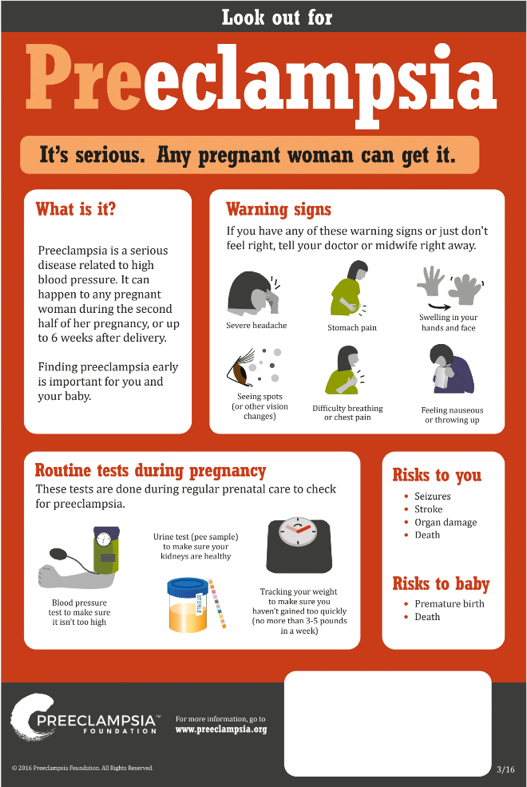 Look out for
Preeclampsia
It's serious. Any pregnant woman can get it.
What is it?
Preeclampsia is a serious
disease related to high
blood pressure. It can
happen to any pregnant
woman during the second
half of her pregnancy, or up
to 6 weeks after delivery.
Finding preeclampsia early
is important for you and
your baby.
Warning signs
If you have any of these warning signs or just don't
feel right, tell your doctor or midwife right away.
Severe headache
Stomach pain
Swelling in your
hands and face
Seeing spots
(or other vision
changes)
Difficulty breathing
or chest pain
Feeling nauseous
or throwing up
Routine tests during pregnancy
These tests are done during regular prenatal care to check
for preeclampsia.
Blood pressure
test to make sure
it isn't too high
Urine test (pee sample)
to make sure your
kidneys are healthy
STERILE
Tracking your weight
to make sure you
haven't gained too quickly
(no more than 3-5 pounds
in a week)
Risks to you
• Seizures
• Stroke
• Organ damage
• Death
Risks to baby
• Premature birth
• Death
PREECLAMPSIA™
FOUNDATION
For more information, go to
www.preeclampsia.org
© 2016 Preeclampsia Foundation. All Rights Reserved.
3/16